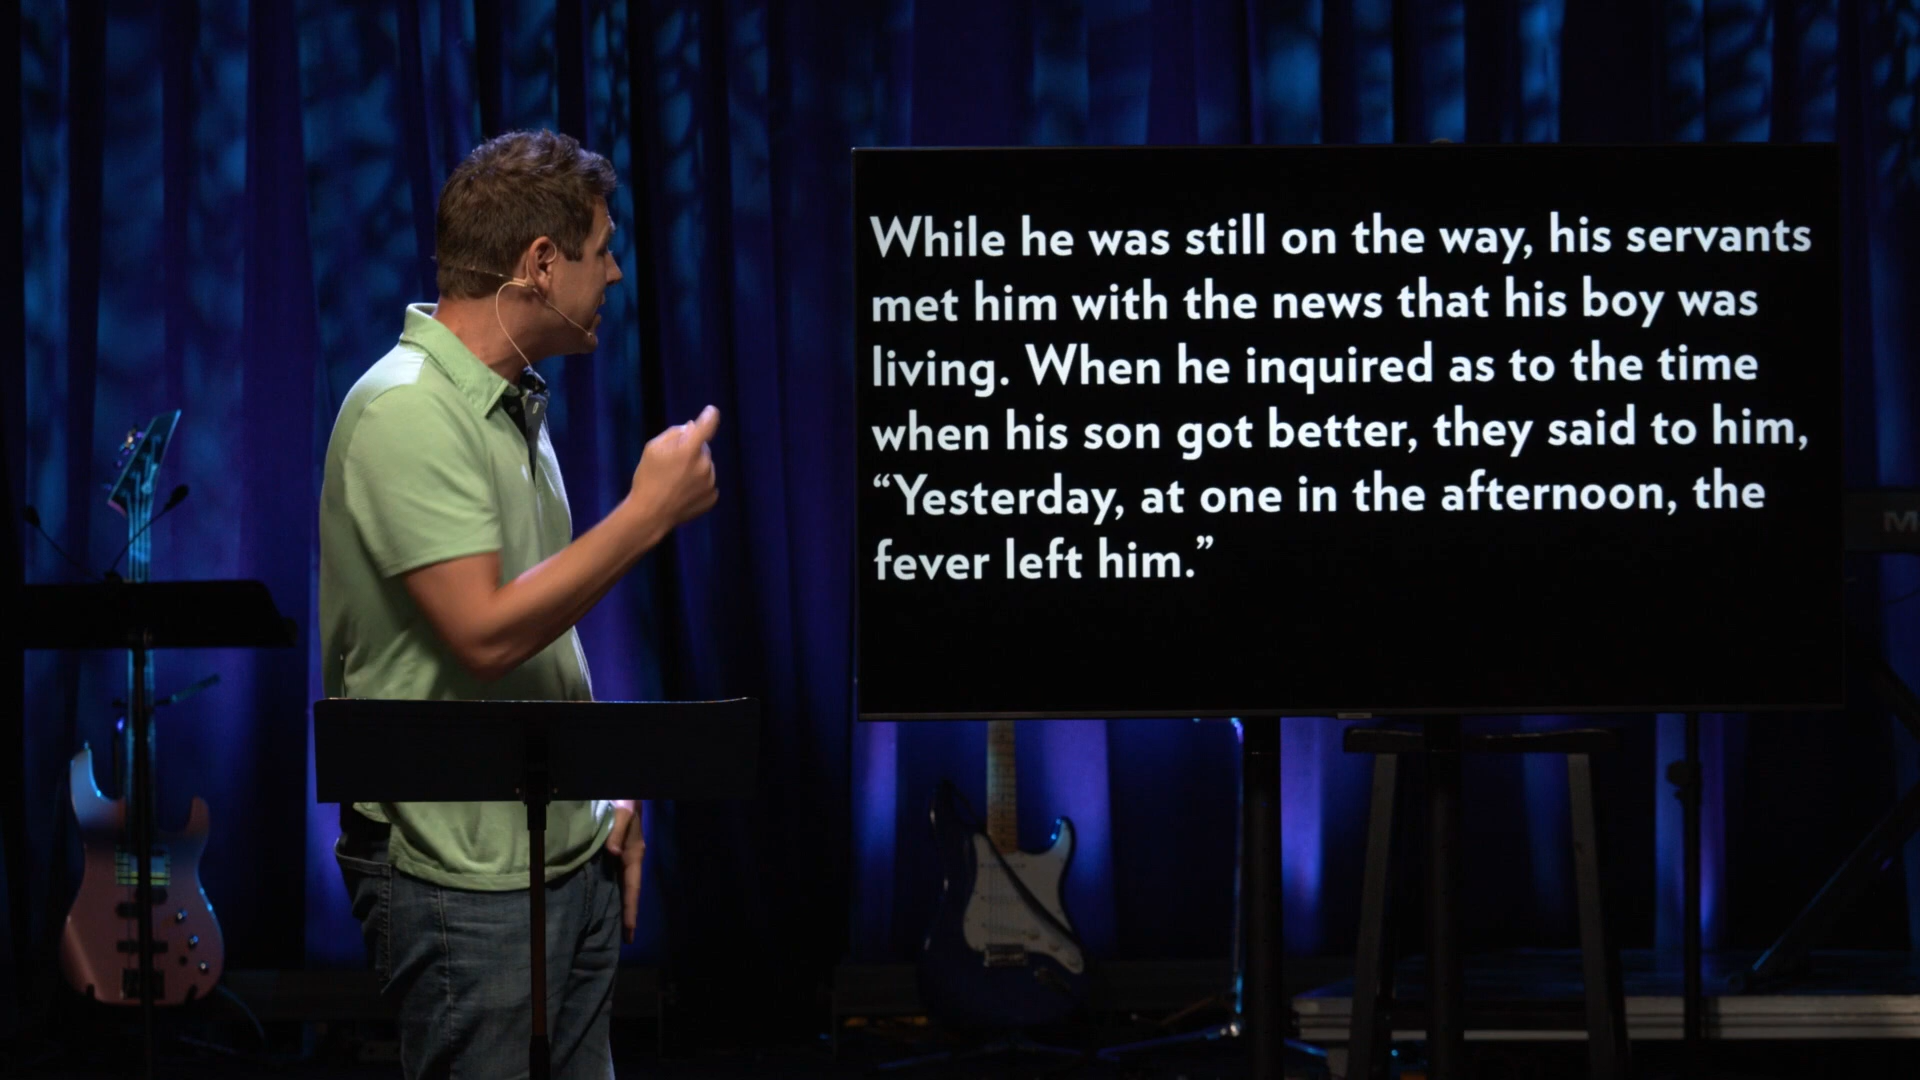 While he was still on the way, his servants
met him with the news that his boy was
living. When he inquired as to the time
when his son got better, they said to him,
“Yesterday, at one in the afternoon, the
fever left him.”
M